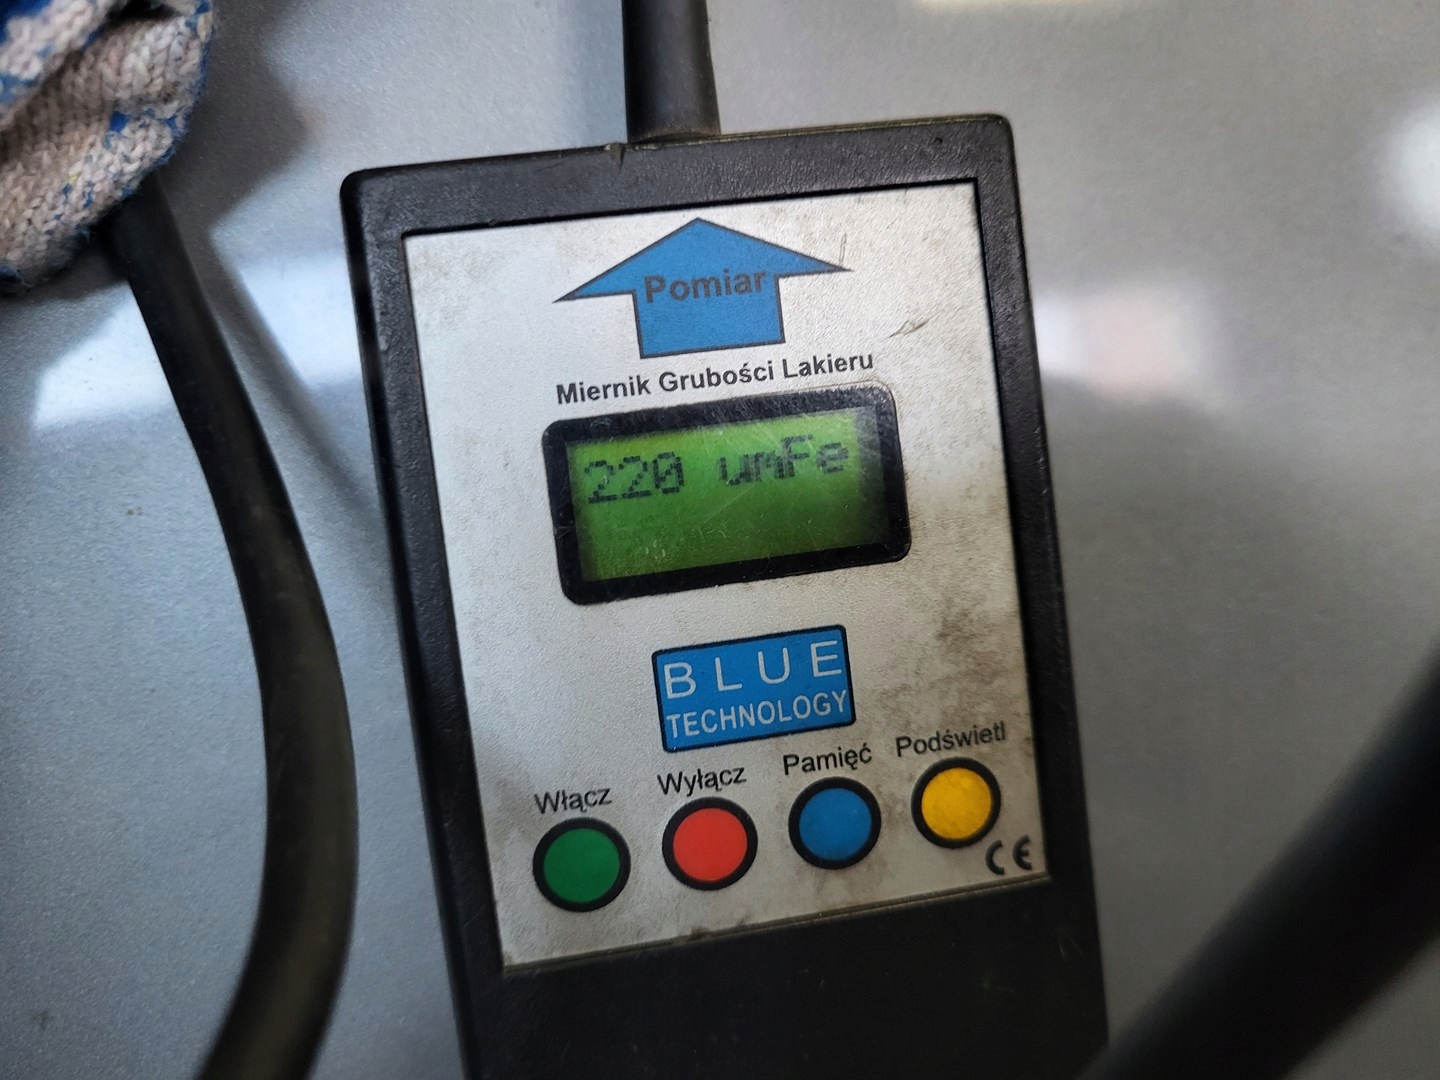 Pomiar
Miernik Grubości Lakieru
220 umFe
BLUE
TECHNOLOGY
Włącz Wyłącz Pamięć Podświetl
CE